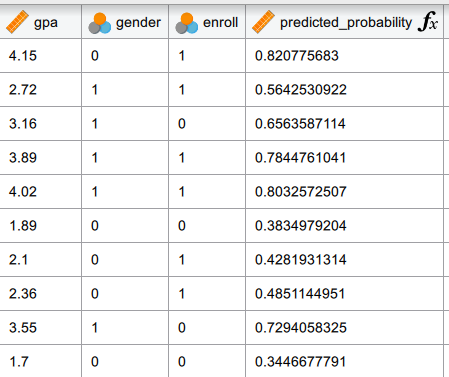 gpa gender enroll predicted_probability fx
4.15 0 1 0.820775683
2.72 1 1 0.5642530922
3.16 1 0 0.6563587114
3.89 1 1 0.7844761041
4.02 1 1 0.8032572507
1.89 0 0 0.3834979204
2.1 0 1 0.4281931314
2.36 0 1 0.4851144951
3.55 1 0 0.7294058325
1.7 0 0 0.3446677791